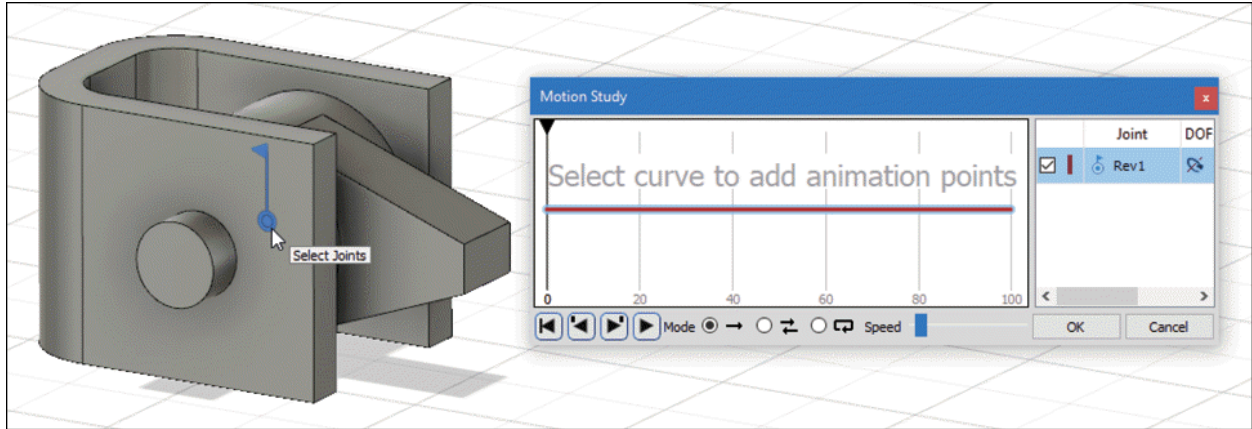 Motion Study
x
Joint DOF
Rev1
Select curve to add animation points
Select Joints
0 20 40 60 80 100
Mode Speed
OK Cancel